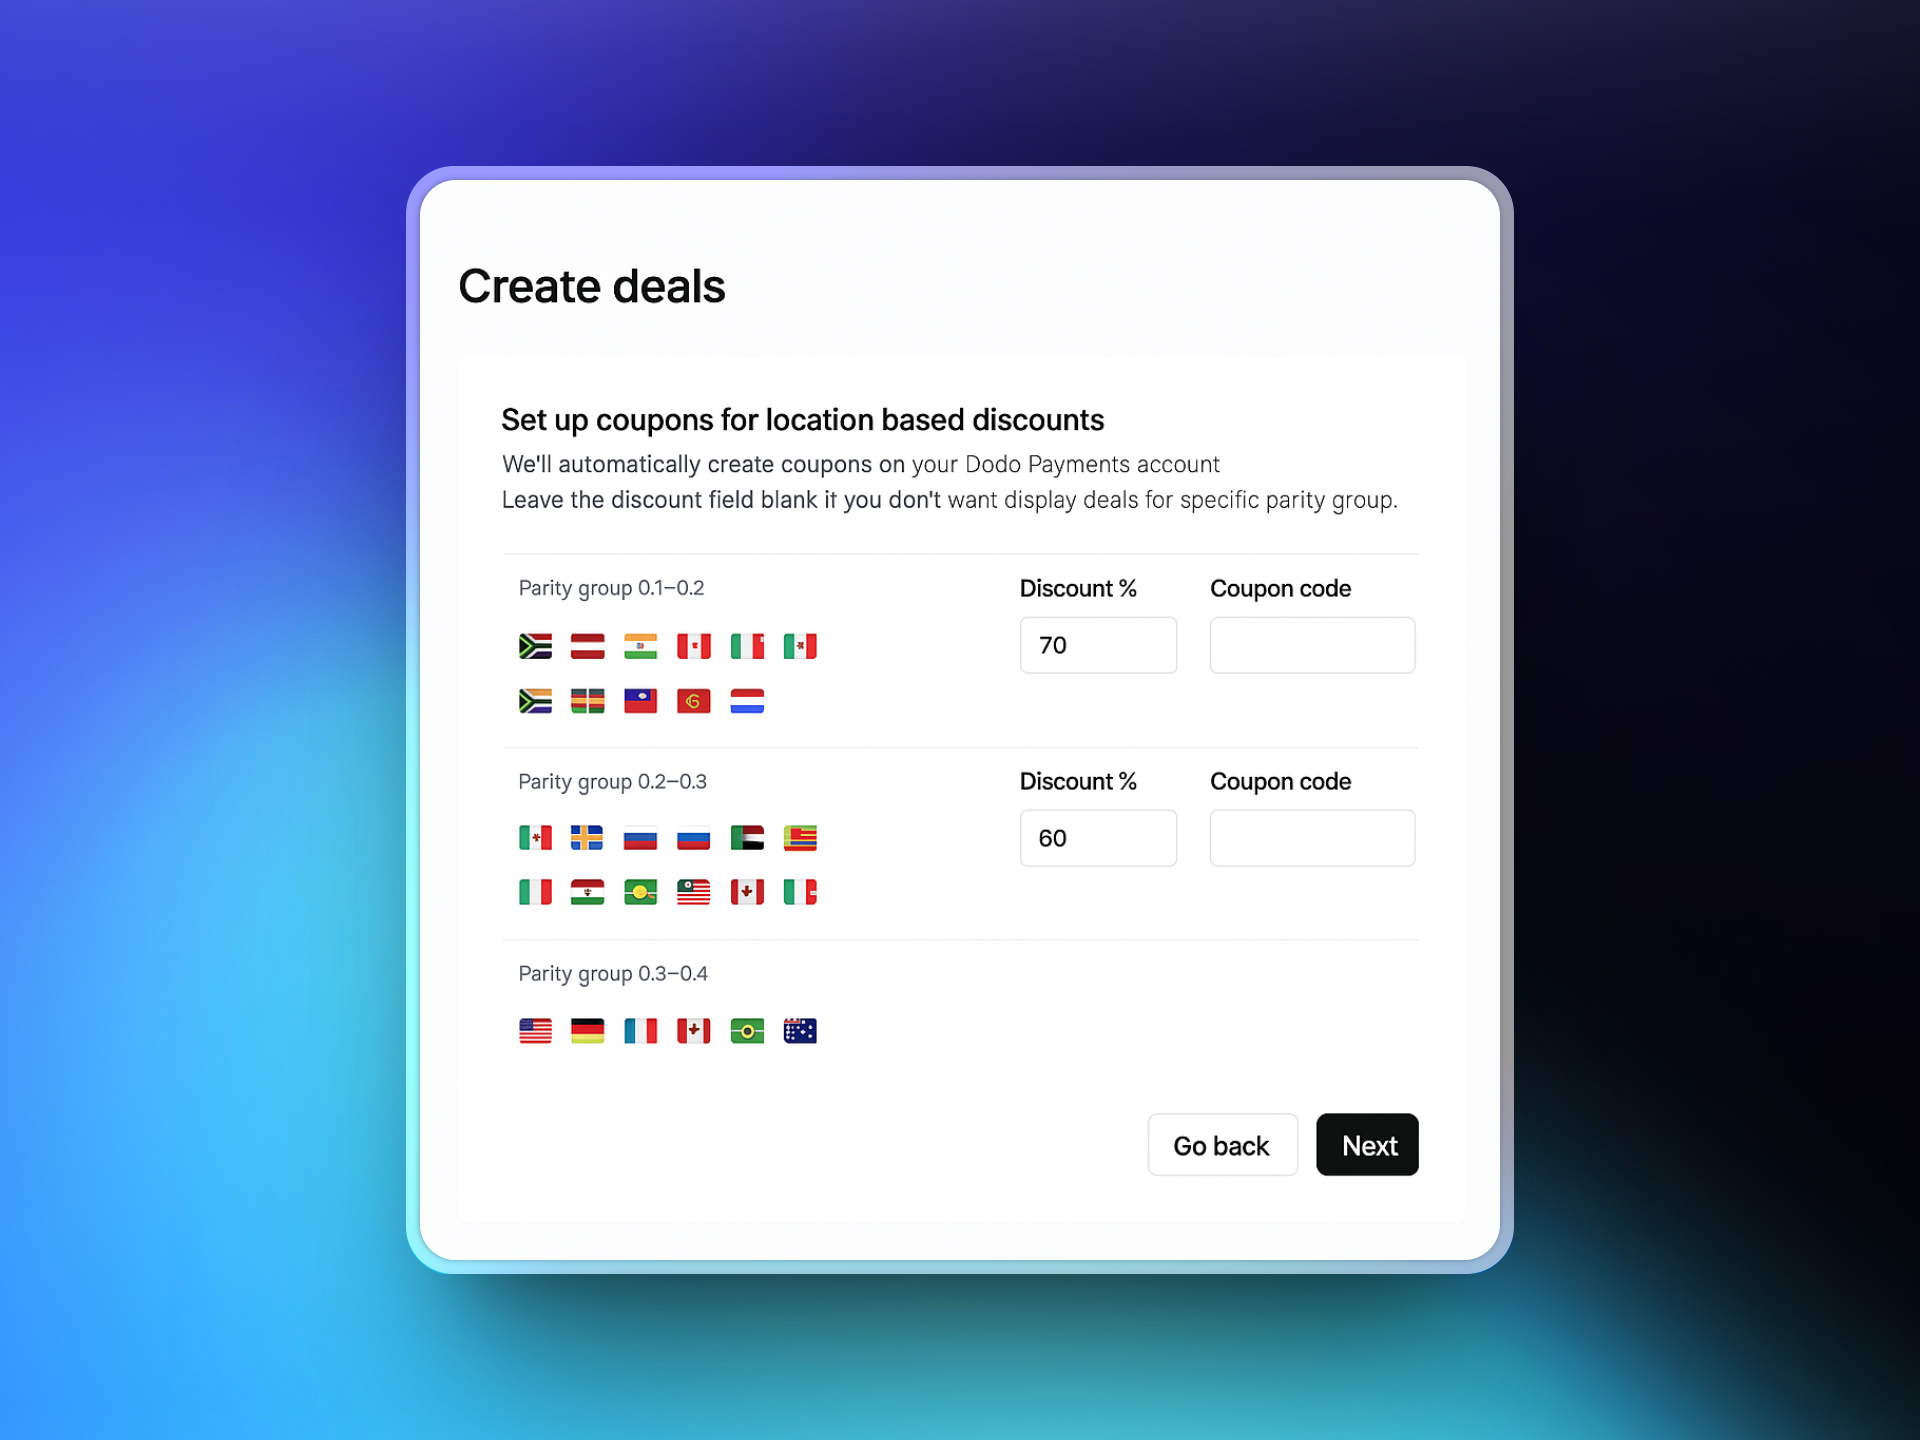 Create deals
Set up coupons for location based discounts
We'll automatically create coupons on your Dodo Payments account
Leave the discount field blank it you don't want display deals for specific parity group.
Parity group 0.1–0.2
Discount %
Coupon code
70
Parity group 0.2–0.3
Discount %
Coupon code
60
Parity group 0.3–0.4
Go back
Next